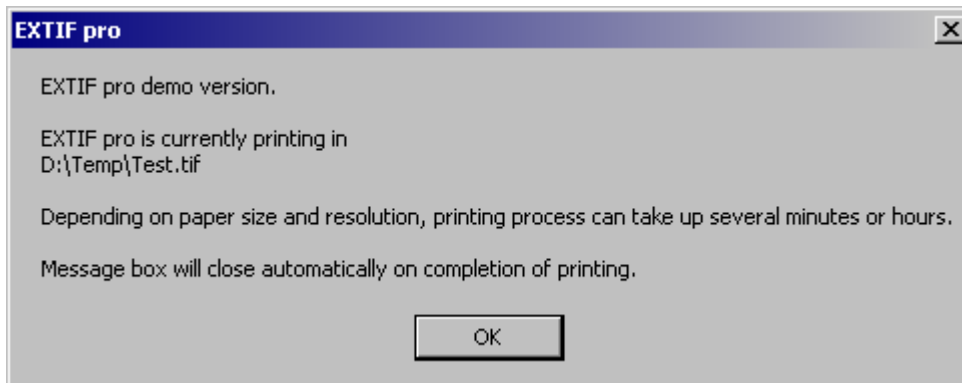 EXTIF pro
EXTIF pro demo version.
EXTIF pro is currently printing in
D:\Temp\Test.tif
Depending on paper size and resolution, printing process can take up several minutes or hours.
Message box will close automatically on completion of printing.
OK